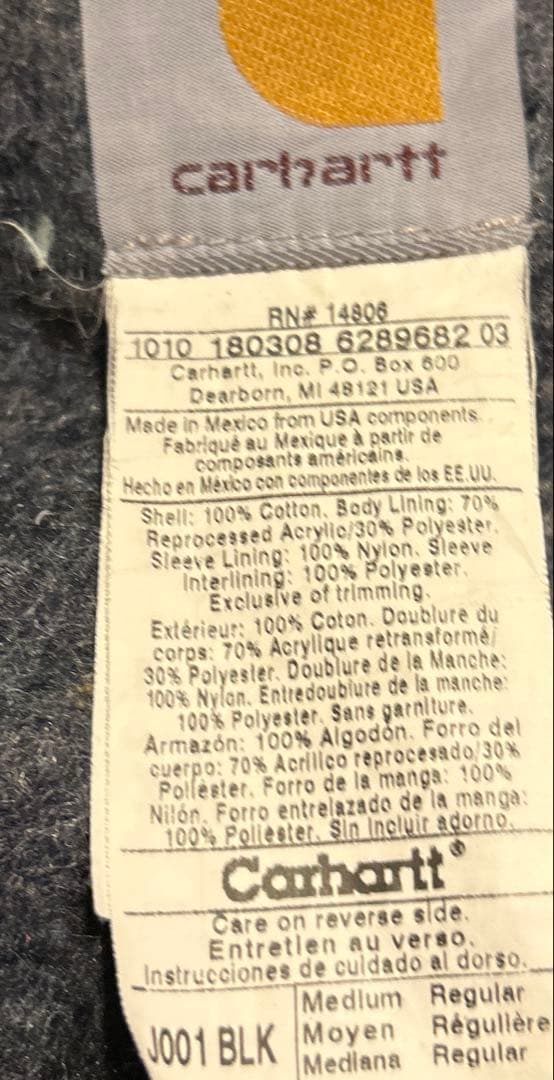 carhartt
RN# 14806
1010 180308 6289682 03
Carhartt, Inc. P.O. Box 600
Dearborn, MI 48121 USA
Made in Mexico from USA components.
Fabriqué au Mexique à partir de
composants américains.
Hecho en México con componentes de los EE.UU.
Shell: 100% Cotton. Body Lining: 70%
Reprocessed Acrylic/30% Polyester.
Sleeve Lining: 100% Nylon. Sleeve
Interlining: 100% Polyester.
Exclusive of trimming.
Extérieur: 100% Coton. Doublure du
corps: 70% Acrylique retransformé/
30% Polyester. Doublure de la Manche:
100% Nylon. Entredoublure de la manche:
100% Polyester. Sans garniture.
Armazón: 100% Algodón. Forro del
cuerpo: 70% Acrílico reprocesado/30%
Poliéster. Forro de la manga: 100%
Nilón. Forro entrelazado de la manga:
100% Poliester. Sin incluir adorno.
Carhartt®
Care on reverse side.
Entretien au verso.
Instrucciones de cuidado al dorso.
Medium Regular
J001 BLK Moyen Régulière
Mediana Regular